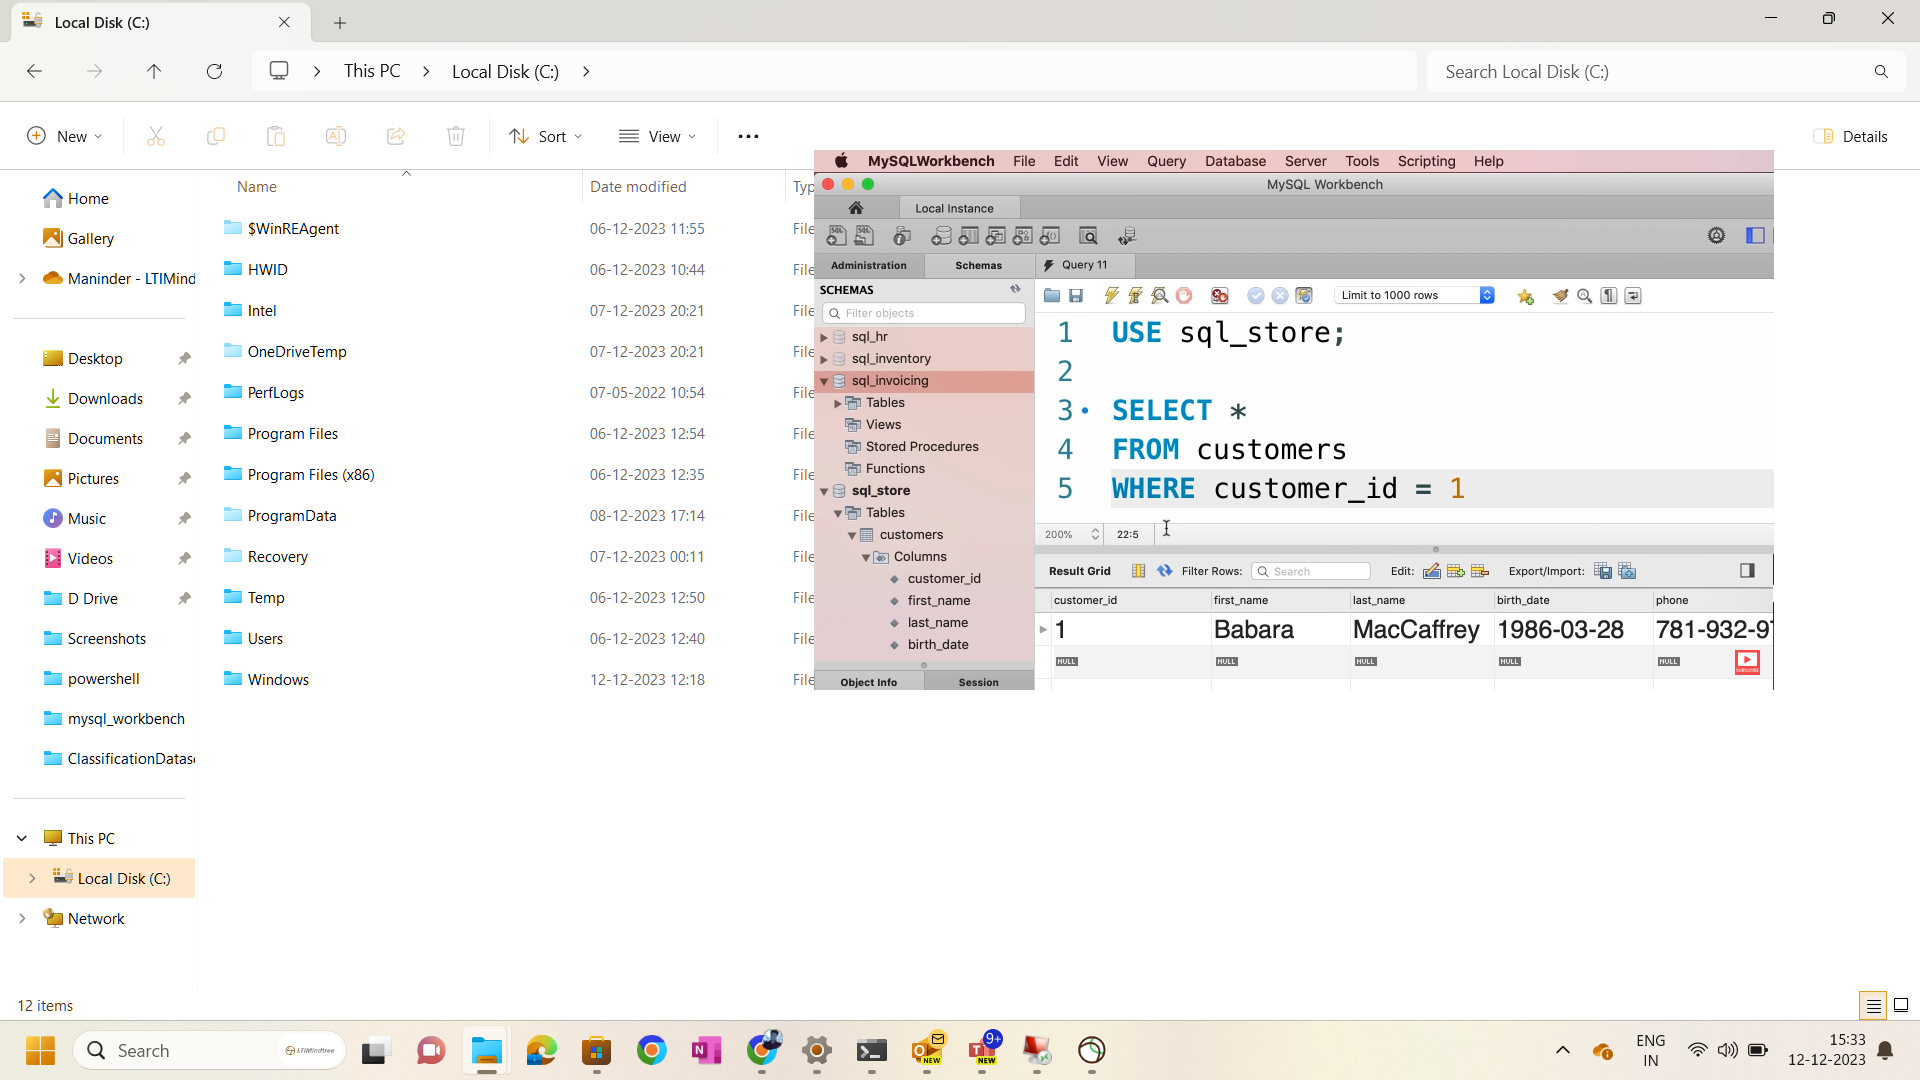 Local Disk (C:)
This PC
Local Disk (C:)
Search Local Disk (C:)
New
Sort
View
Details
Home
Gallery
Maninder - LTIMind
Desktop
Downloads
Documents
Pictures
Music
Videos
D Drive
Screenshots
powershell
mysql_workbench
ClassificationDatas
This PC
Local Disk (C:)
Network
Name Date modified Typ
$WinREAgent 06-12-2023 11:55 File
HWID 06-12-2023 10:44 File
Intel 07-12-2023 20:21 File
OneDriveTemp 07-12-2023 20:21 File
PerfLogs 07-05-2022 10:54 File
Program Files 06-12-2023 12:54 File
Program Files (x86) 06-12-2023 12:35 File
ProgramData 08-12-2023 17:14 File
Recovery 07-12-2023 00:11 File
Temp 06-12-2023 12:50 File
Users 06-12-2023 12:40 File
Windows 12-12-2023 12:18 File
MySQLWorkbench File Edit View Query Database Server Tools Scripting Help
MySQL Workbench
Local Instance
Administration Schemas Query 11
SCHEMAS
Filter objects
Limit to 1000 rows
sql_hr
sql_inventory
sql_invoicing
Tables
Views
Stored Procedures
Functions
sql_store
Tables
customers
Columns
customer_id
first_name
last_name
birth_date
Object Info Session
1 USE sql_store;
2
3 SELECT *
4 FROM customers
5 WHERE customer_id = 1
200% 22:5
Result Grid Filter Rows: Search Edit: Export/Import:
customer_id first_name last_name birth_date phone
1 Babara MacCaffrey 1986-03-28 781-932-9
NULL NULL NULL NULL NULL
12 items
Search
LTIMindtree
NEW
9+
NEW
ENG
IN
15:33
12-12-2023